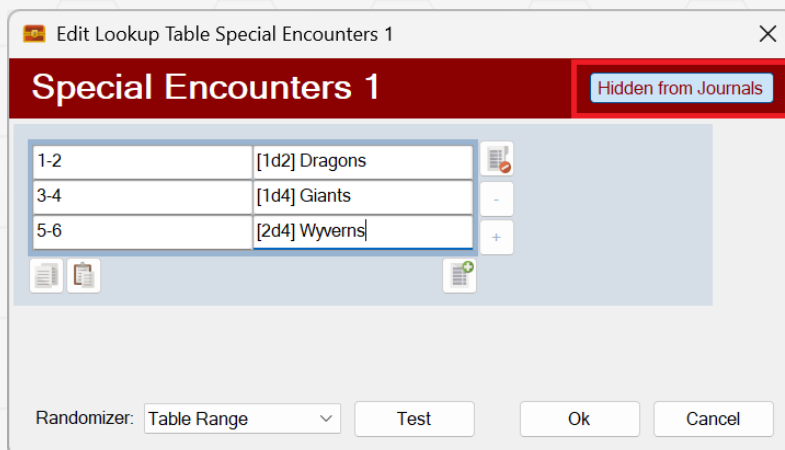 Edit Lookup Table Special Encounters 1
Special Encounters 1
Hidden from Journals
1-2 [1d2] Dragons
3-4 [1d4] Giants
-
5-6 [2d4] Wyverns
+
Randomizer: Table Range Test Ok Cancel